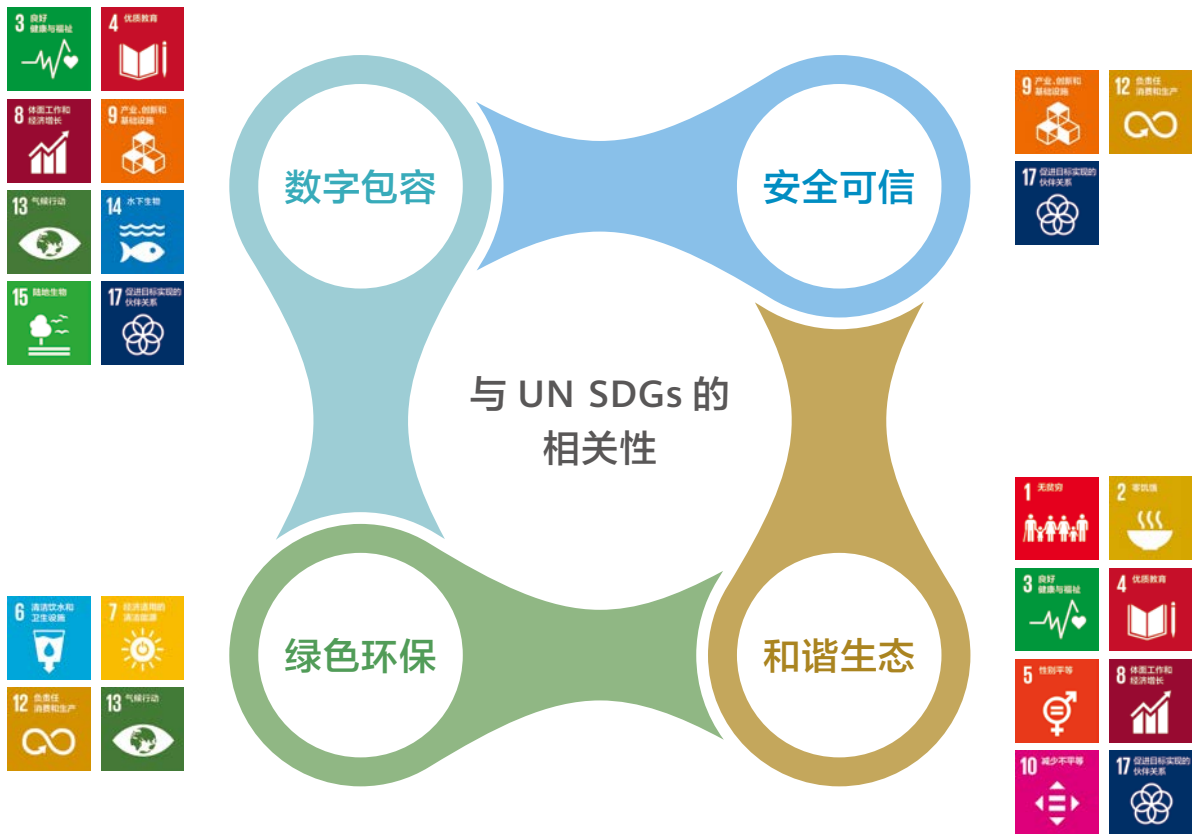 3 良好
健康与福祉
4 优质教育
8 体面工作和
经济增长
9 产业、创新和
基础设施
13 气候行动
14 水下生物
15 陆地生物
17 促进目标实现的
伙伴关系
数字包容
安全可信
9 产业、创新和
基础设施
12 负责任
消费和生产
17 促进目标实现的
伙伴关系
与 UN SDGs 的
相关性
6 清洁饮水和
卫生设施
7 经济适用的
清洁能源
12 负责任
消费和生产
13 气候行动
绿色环保
和谐生态
1 无贫穷
2 零饥饿
3 良好
健康与福祉
4 优质教育
5 性别平等
8 体面工作和
经济增长
10 减少不平等
17 促进目标实现的
伙伴关系